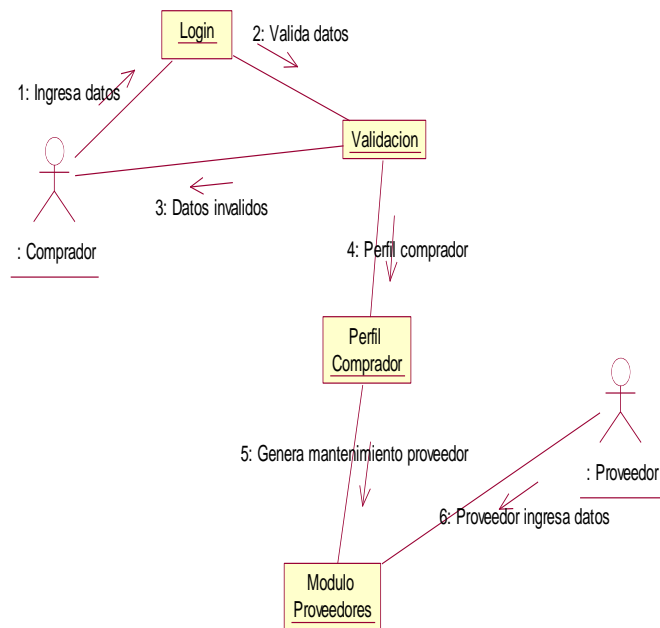 Login
2: Valida datos
1: Ingresa datos
Validacion
3: Datos invalidos
: Comprador
4: Perfil comprador
Perfil
Comprador
5: Genera mantenimiento proveedor
: Proveedor
6: Proveedor ingresa datos
Modulo
Proveedores